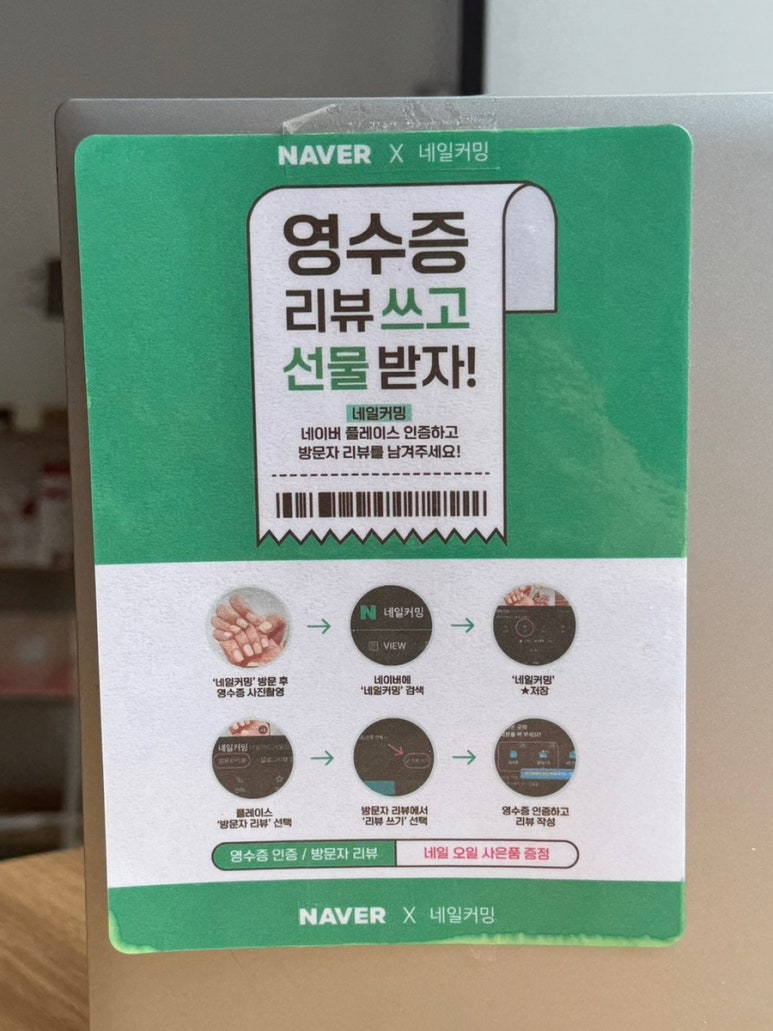 NAVER X 네일커밍
영수증
리뷰 쓰고
선물 받자!
네일커밍
네이버 플레이스 인증하고
방문자 리뷰를 남겨주세요!
N 네일커밍
VIEW
'네일커밍' 방문 후
영수증 사진촬영
네이버에
'네일커밍' 검색
'네일커밍'
★저장
네일커밍
플레이스
'방문자 리뷰' 선택
방문자 리뷰에서
'리뷰 쓰기' 선택
영수증 인증하고
리뷰 작성
영수증 인증 / 방문자 리뷰
네일 오일 사은품 증정
NAVER X 네일커밍